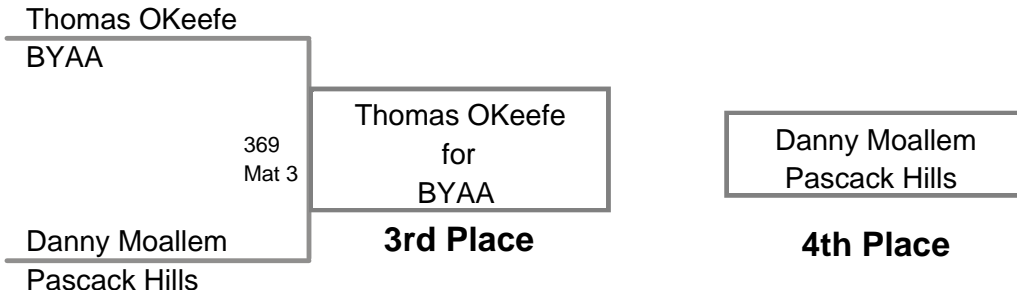 Thomas OKeefe
BYAA
369
Mat 3
Danny Moallem
Pascack Hills
Thomas OKeefe
for
BYAA
3rd Place
Danny Moallem
Pascack Hills
4th Place